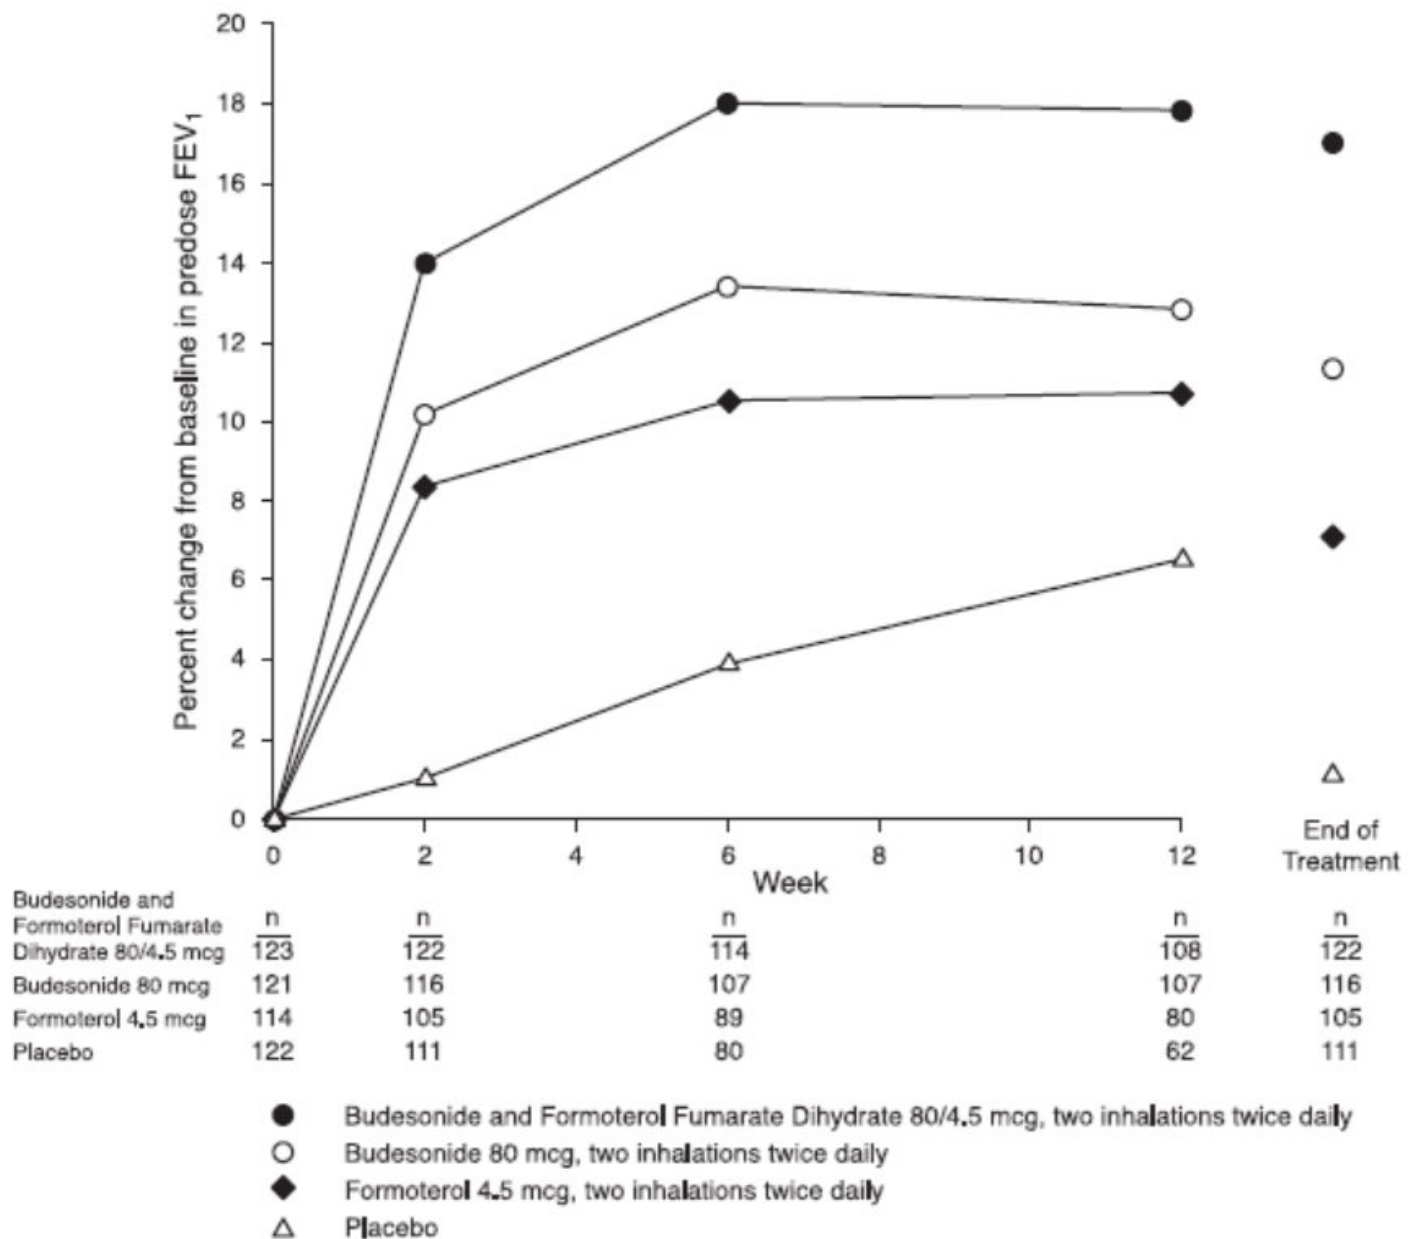 Percent change from baseline in predose FEV1
20
18
16
14
12
10
8
6
4
2
0
0 2 4 6 8 10 12
Week
End of
Treatment
Budesonide and
Formoterol Fumarate n n n n n
Dihydrate 80/4.5 mcg 123 122 114 108 122
Budesonide 80 mcg 121 116 107 107 116
Formoterol 4.5 mcg 114 105 89 80 105
Placebo 122 111 80 62 111
Budesonide and Formoterol Fumarate Dihydrate 80/4.5 mcg, two inhalations twice daily
Budesonide 80 mcg, two inhalations twice daily
Formoterol 4.5 mcg, two inhalations twice daily
Placebo